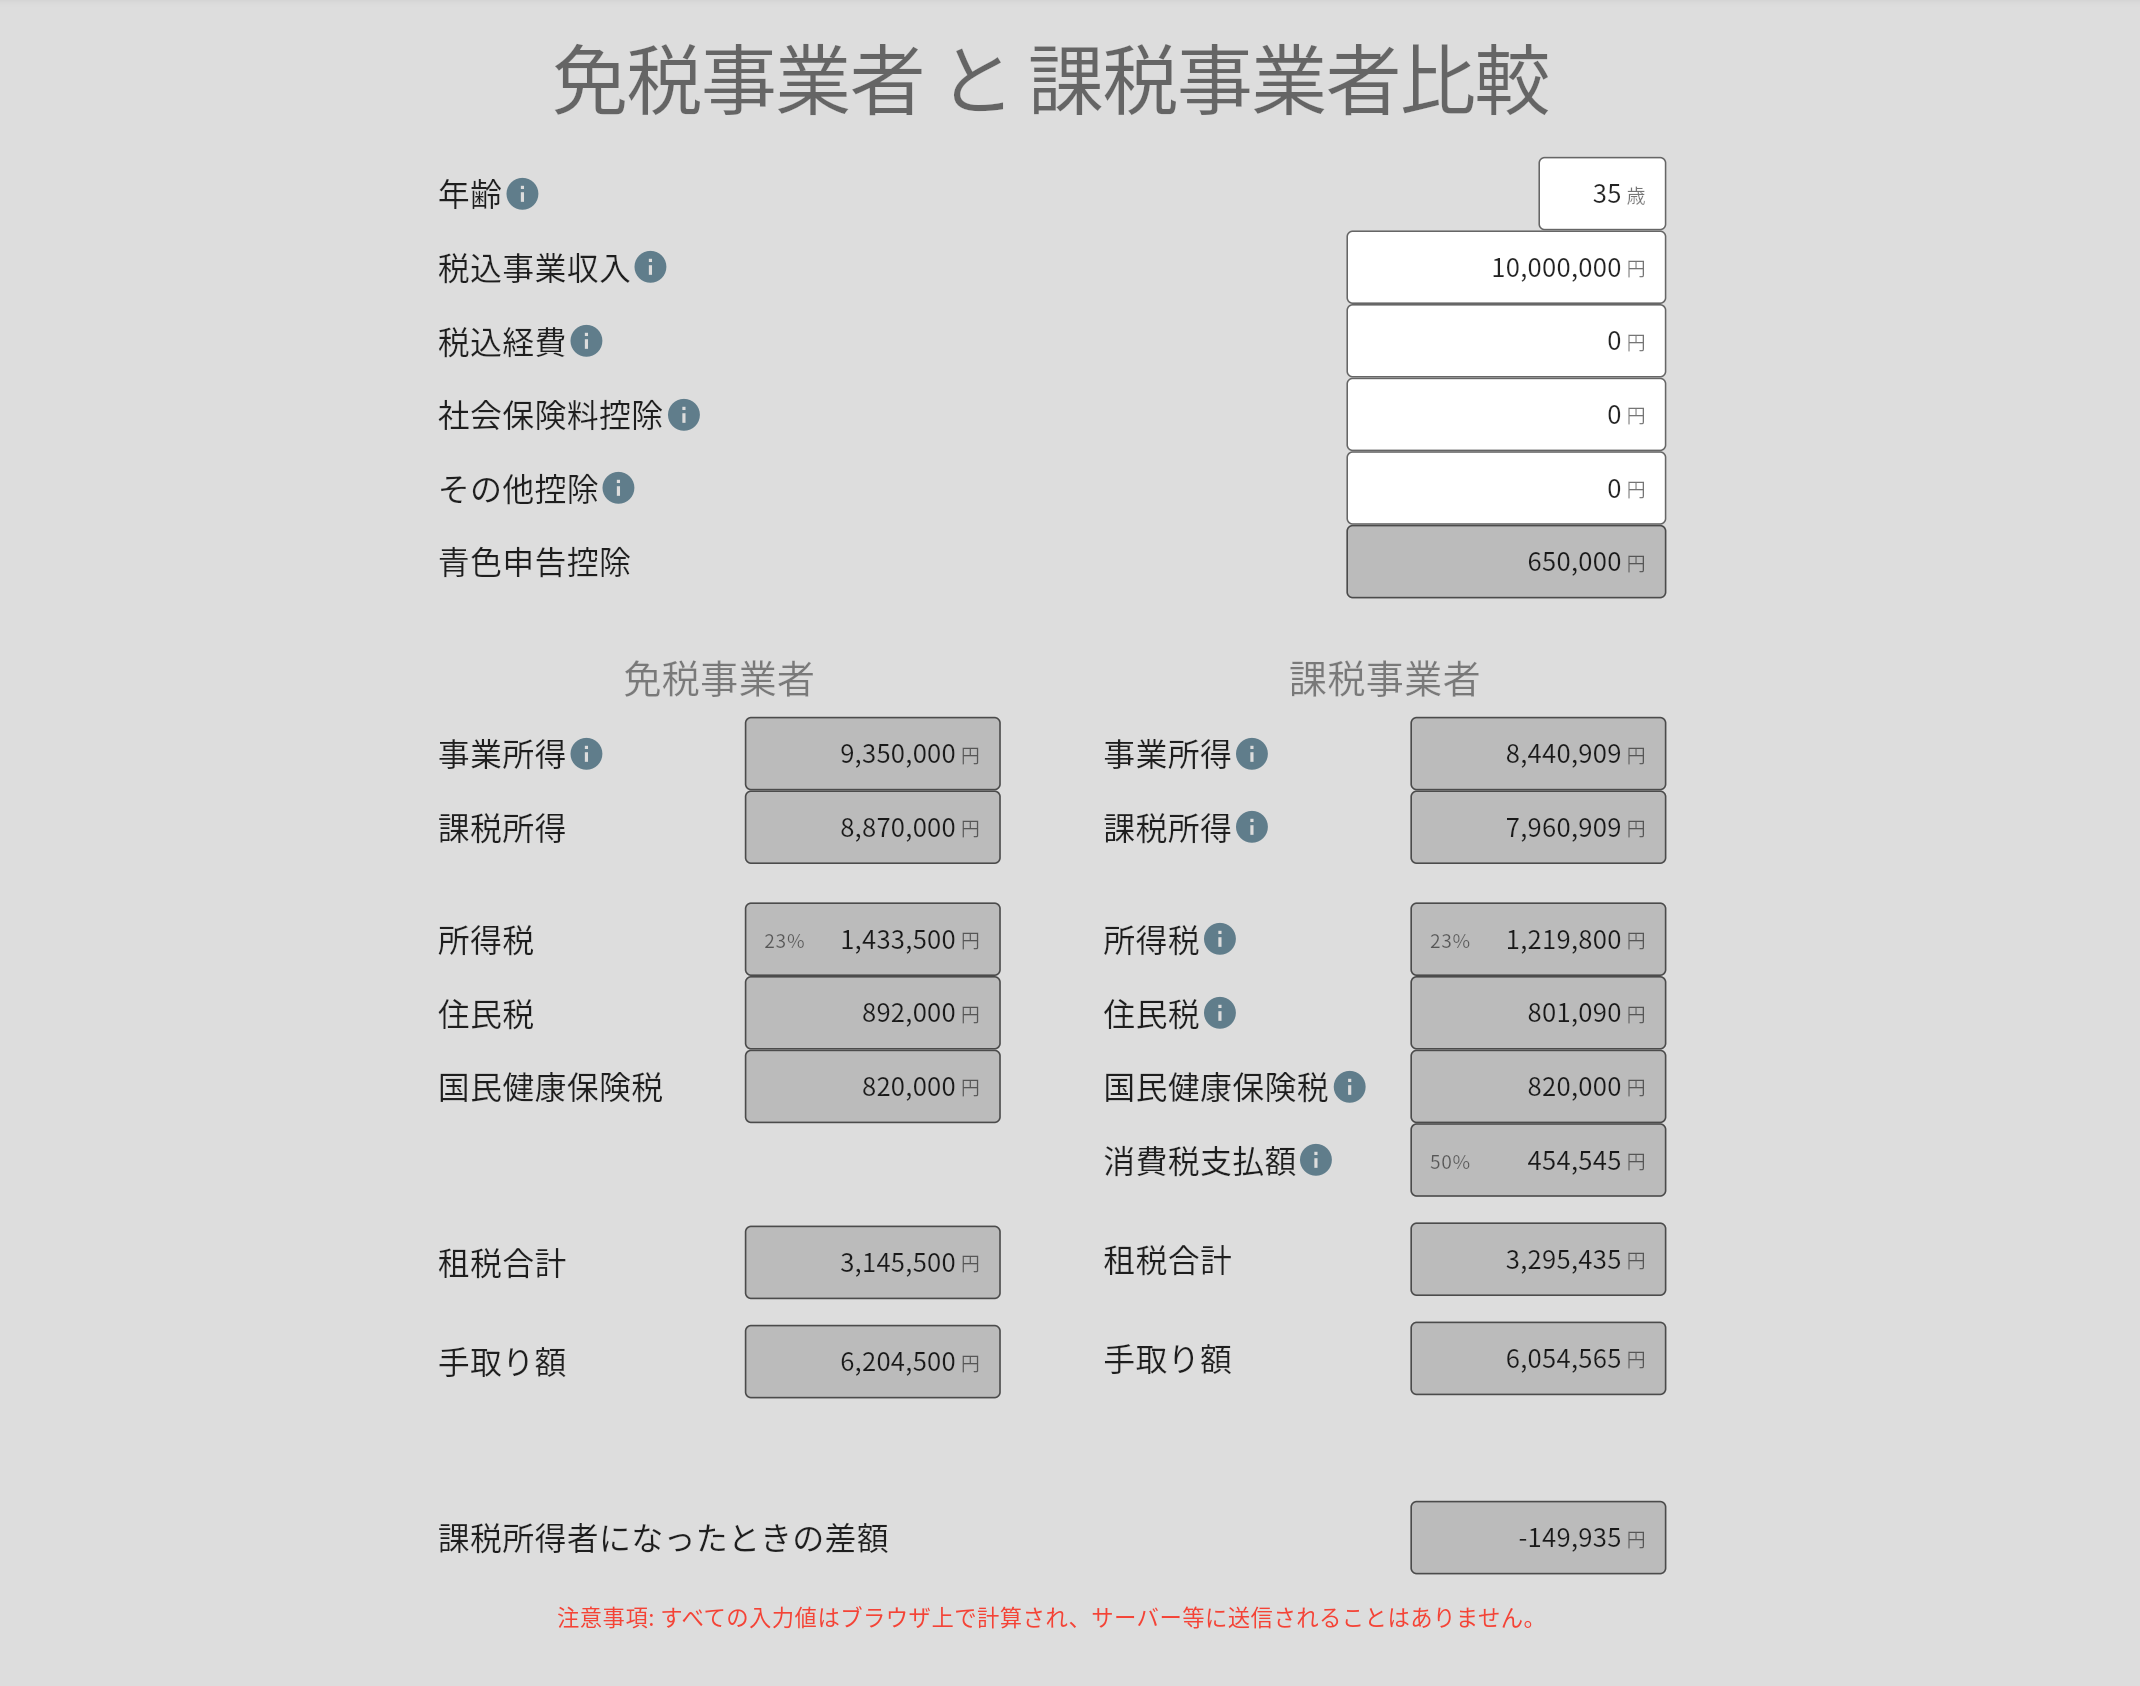 免税事業者 と 課税事業者比較
年齢 35 歳
税込事業収入 10,000,000 円
税込経費 0 円
社会保険料控除 0 円
その他控除 0 円
青色申告控除 650,000 円
免税事業者
事業所得 9,350,000 円
課税所得 8,870,000 円
所得税 23% 1,433,500 円
住民税 892,000 円
国民健康保険税 820,000 円
租税合計 3,145,500 円
手取り額 6,204,500 円
課税事業者
事業所得 8,440,909 円
課税所得 7,960,909 円
所得税 23% 1,219,800 円
住民税 801,090 円
国民健康保険税 820,000 円
消費税支払額 50% 454,545 円
租税合計 3,295,435 円
手取り額 6,054,565 円
課税所得者になったときの差額 -149,935 円
注意事項: すべての入力値はブラウザ上で計算され、サーバー等に送信されることはありません。